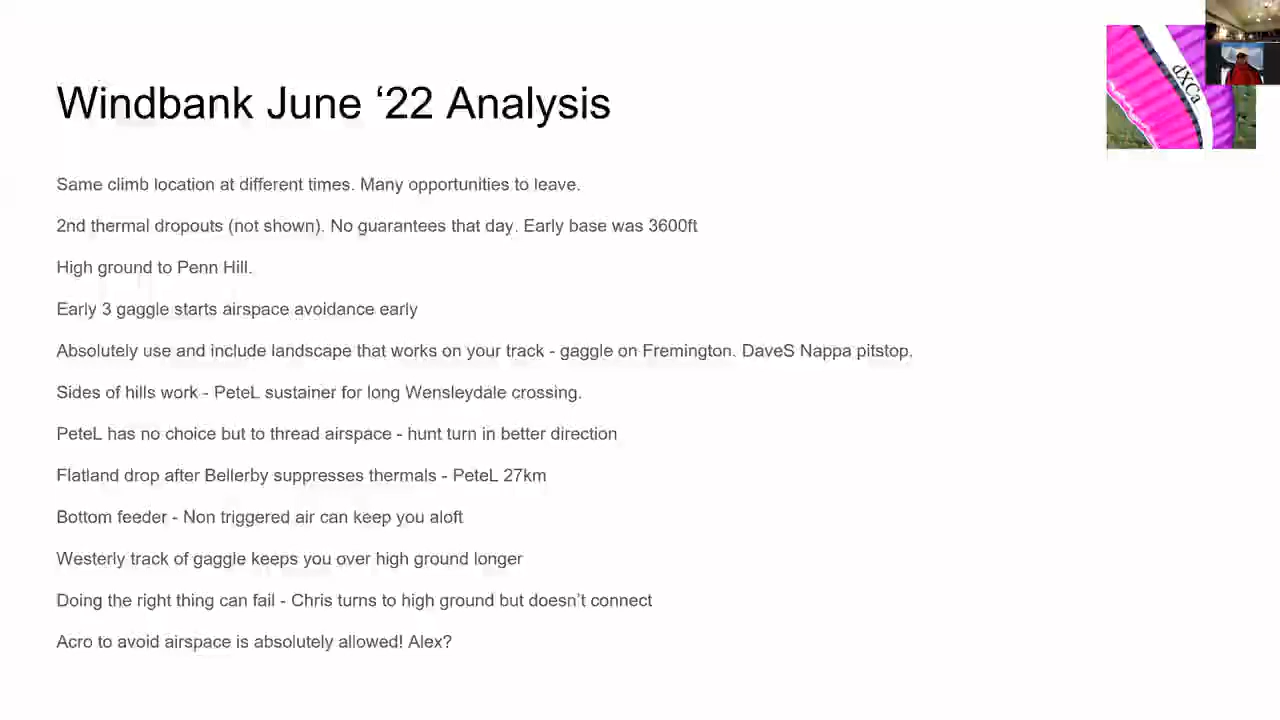 Windbank June ‘22 Analysis
dXCa
Same climb location at different times. Many opportunities to leave.
2nd thermal dropouts (not shown). No guarantees that day. Early base was 3600ft
High ground to Penn Hill.
Early 3 gaggle starts airspace avoidance early
Absolutely use and include landscape that works on your track - gaggle on Fremington. DaveS Nappa pitstop.
Sides of hills work - PeteL sustainer for long Wensleydale crossing.
PeteL has no choice but to thread airspace - hunt turn in better direction
Flatland drop after Bellerby suppresses thermals - PeteL 27km
Bottom feeder - Non triggered air can keep you aloft
Westerly track of gaggle keeps you over high ground longer
Doing the right thing can fail - Chris turns to high ground but doesn’t connect
Acro to avoid airspace is absolutely allowed! Alex?